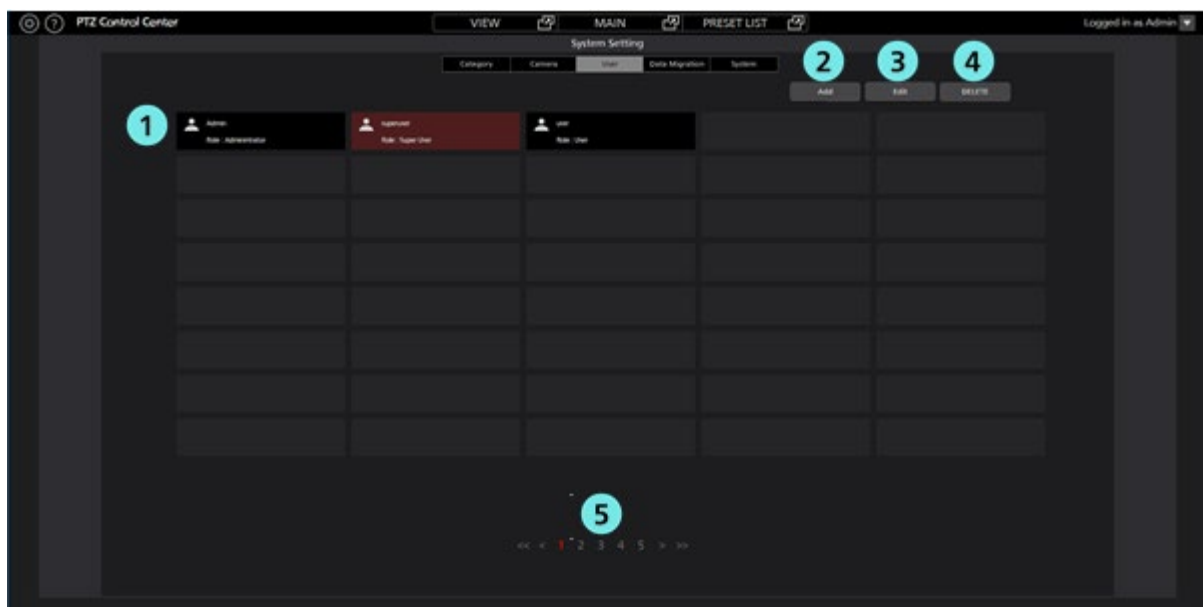 PTZ Control Center VIEW MAIN PRESET LIST Logged in as Admin
System Setting
Category Camera User Data Migration System
2 3 4
Add Edit DELETE
1
Admin
Role : Administrator
superuser
Role : Super User
user
Role : User
5
<< < 1 2 3 4 5 > >>